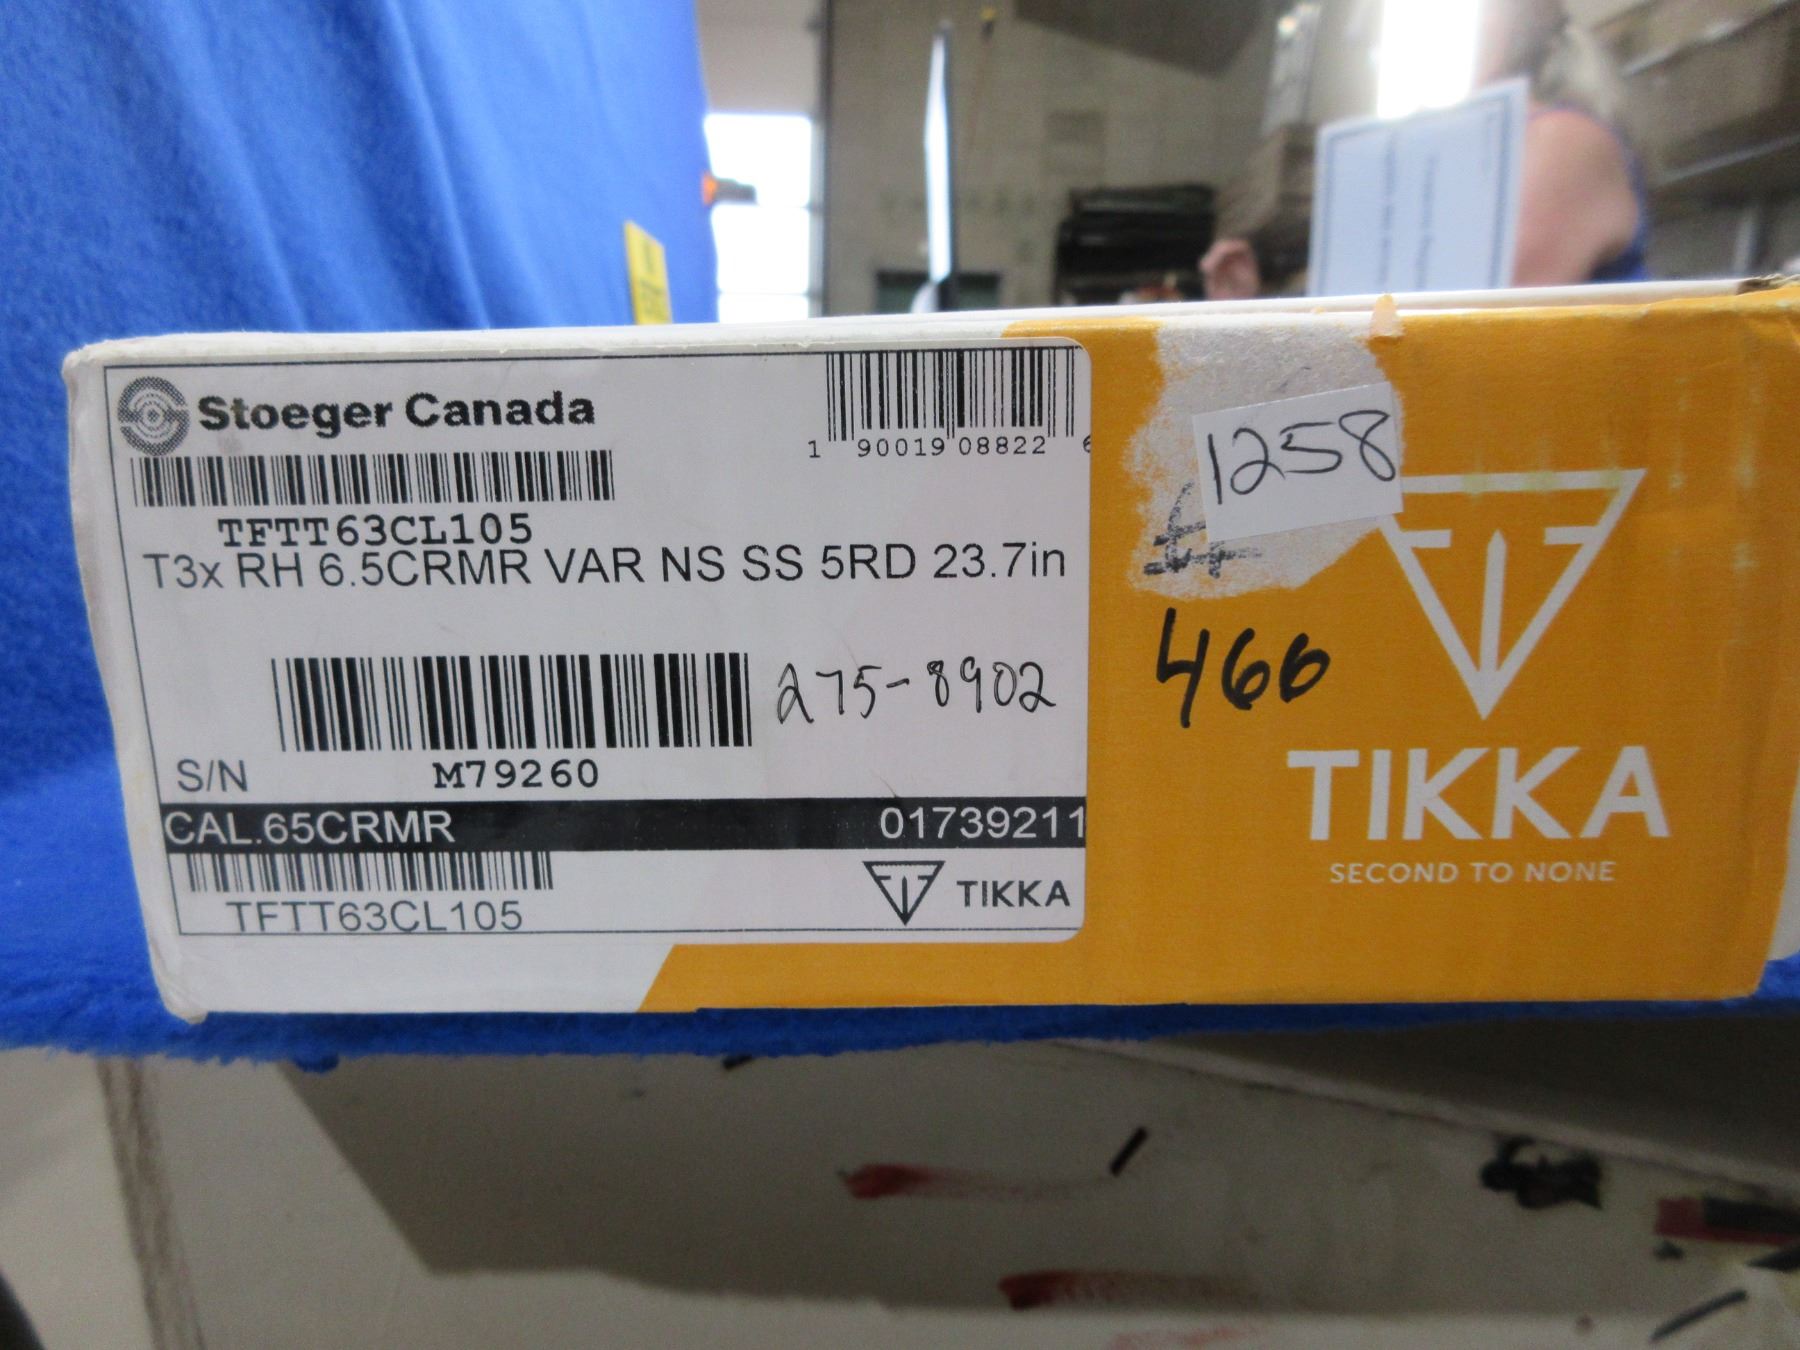 Stoeger Canada
1 90019 08822 6
TFTT63CL105
T3x RH 6.5CRMR VAR NS SS 5RD 23.7in
275-8902
S/N
M79260
CAL.65CRMR
01739211
TFTT63CL105
TIKKA
1258
466
TIKKA
SECOND TO NONE